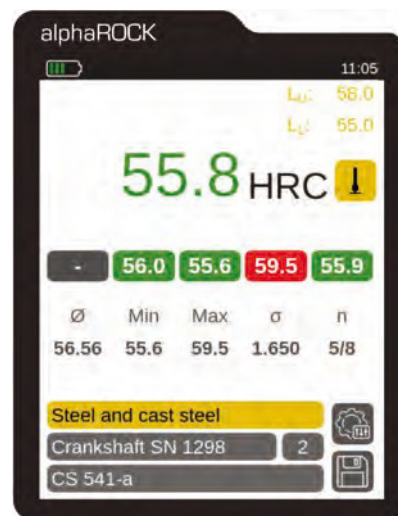 alphaROCK
11:05
LU: 58.0
LL: 55.0
55.8 HRC
- 56.0 55.6 59.5 55.9
Ø Min Max σ n
56.56 55.6 59.5 1.650 5/8
Steel and cast steel
Crankshaft SN 1298 2
CS 541-a